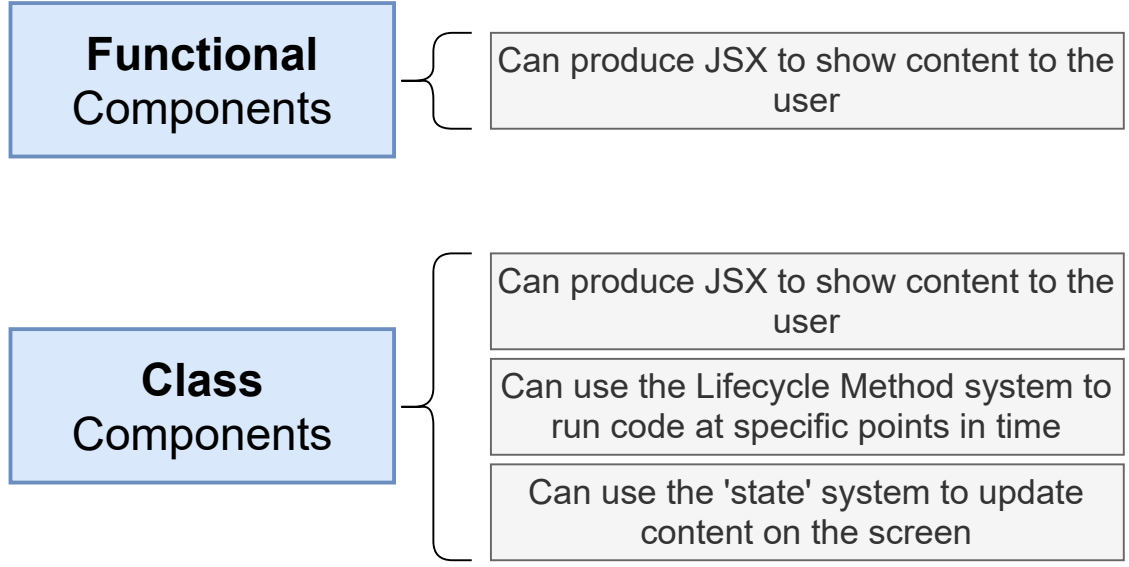 Functional
Components
Can produce JSX to show content to the
user
Class
Components
Can produce JSX to show content to the
user
Can use the Lifecycle Method system to
run code at specific points in time
Can use the 'state' system to update
content on the screen